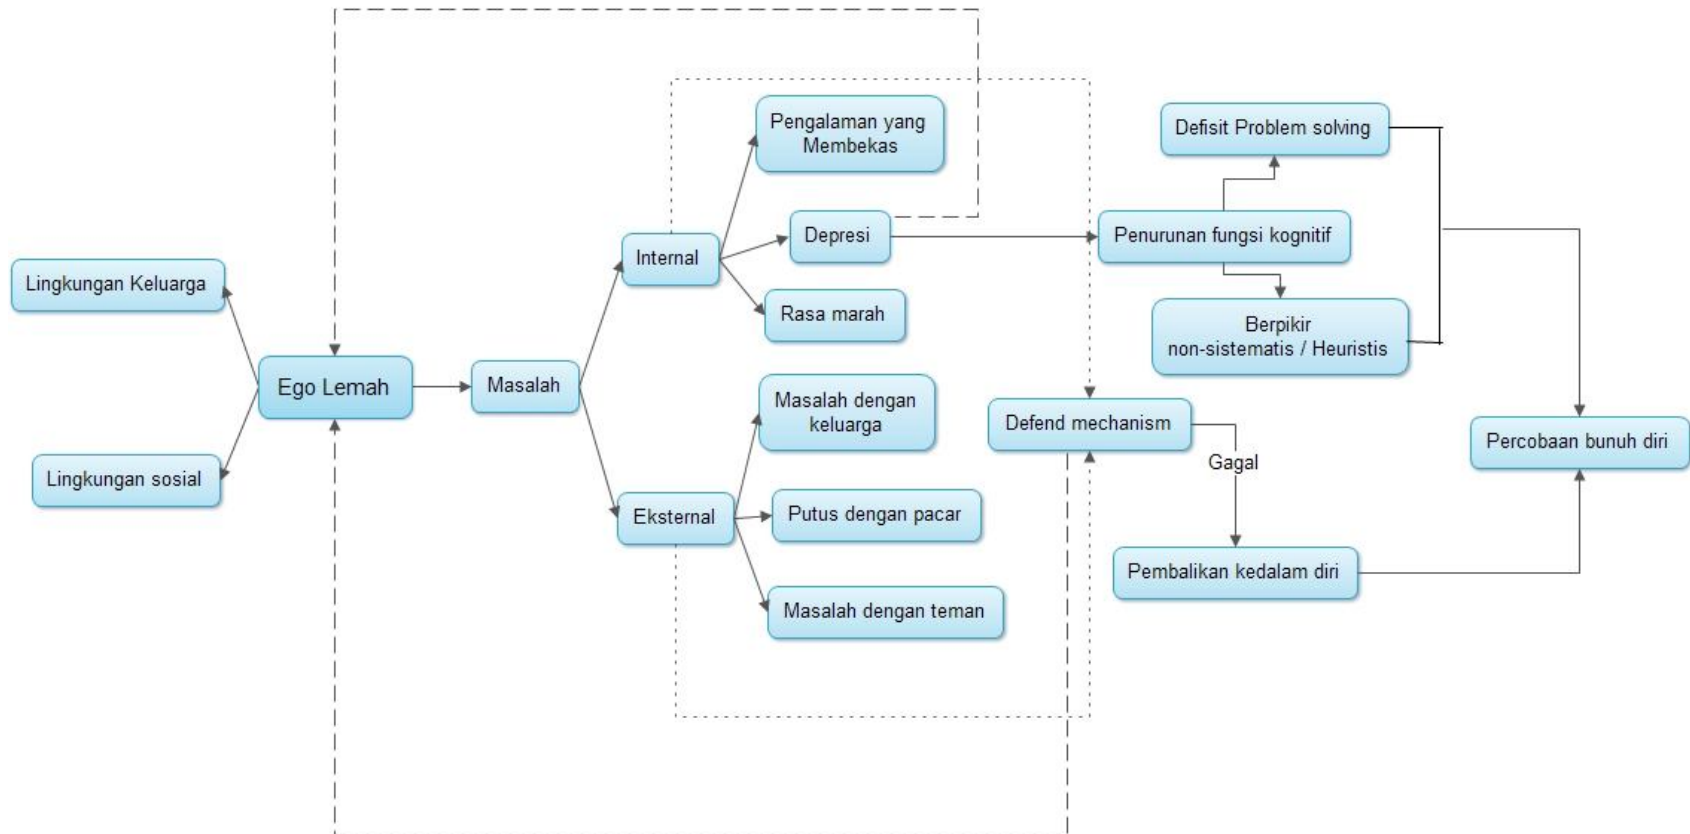 Pengalaman yang
Membekas
Defisit Problem solving
Depresi
Penurunan fungsi kognitif
Internal
Lingkungan Keluarga
Rasa marah
Berpikir
non-sistematis / Heuristis
Ego Lemah
Masalah
Masalah dengan
keluarga
Defend mechanism
Gagal
Percobaan bunuh diri
Lingkungan sosial
Eksternal
Putus dengan pacar
Pembalikan kedalam diri
Masalah dengan teman